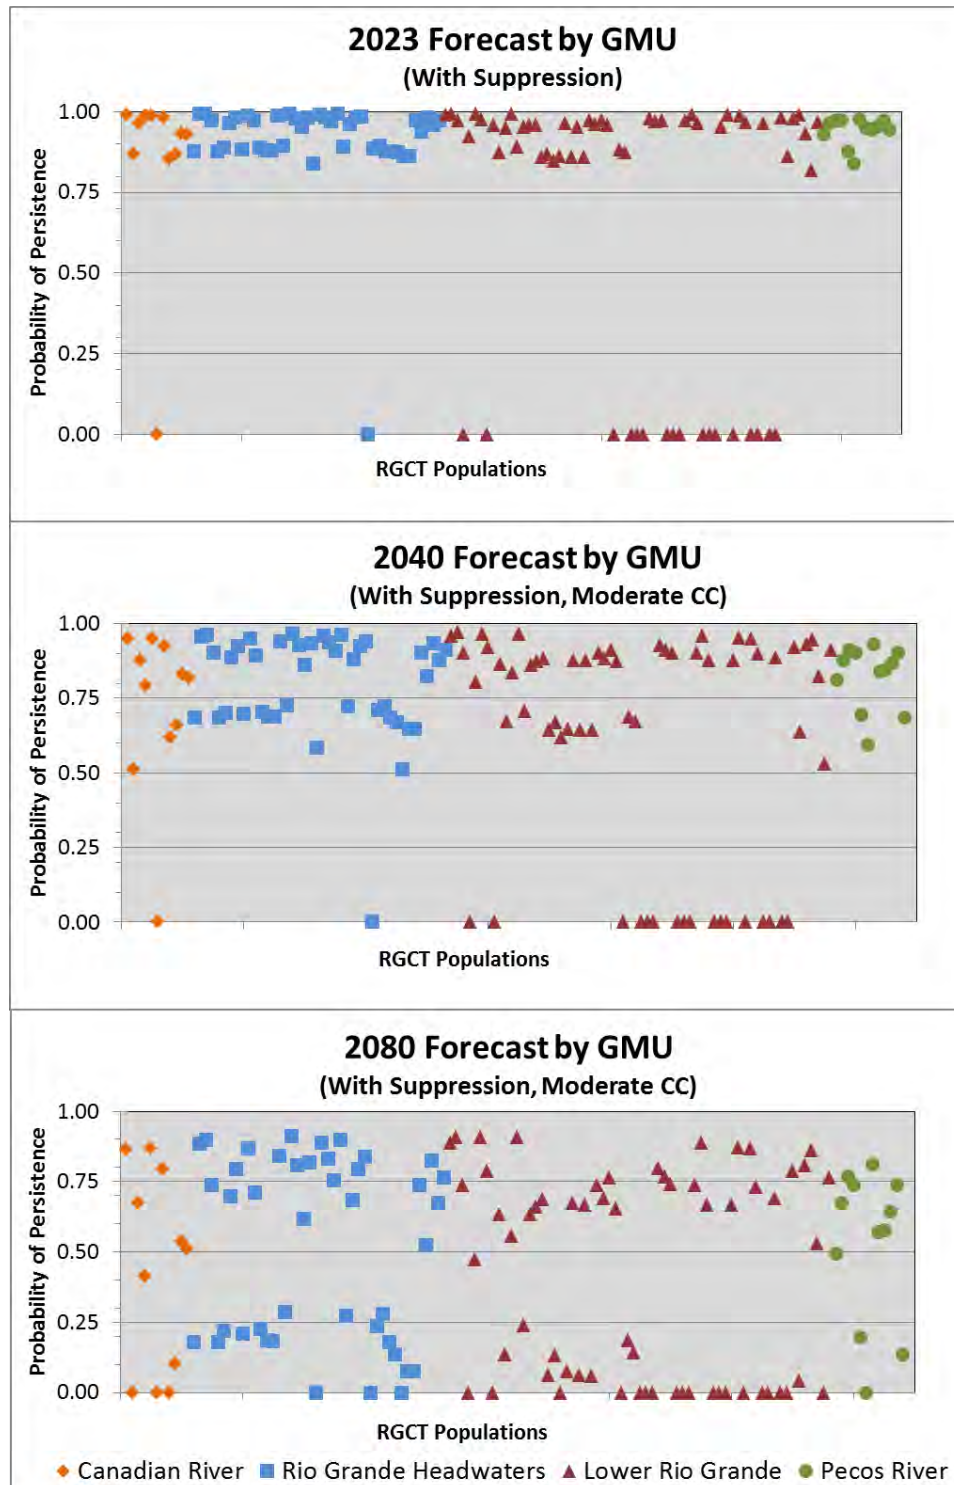 2023 Forecast by GMU
(With Suppression)
Probability of Persistence
1.00
0.75
0.50
0.25
0.00
RGCT Populations
2040 Forecast by GMU
(With Suppression, Moderate CC)
Probability of Persistence
1.00
0.75
0.50
0.25
0.00
RGCT Populations
2080 Forecast by GMU
(With Suppression, Moderate CC)
Probability of Persistence
1.00
0.75
0.50
0.25
0.00
RGCT Populations
Canadian River Rio Grande Headwaters Lower Rio Grande Pecos River